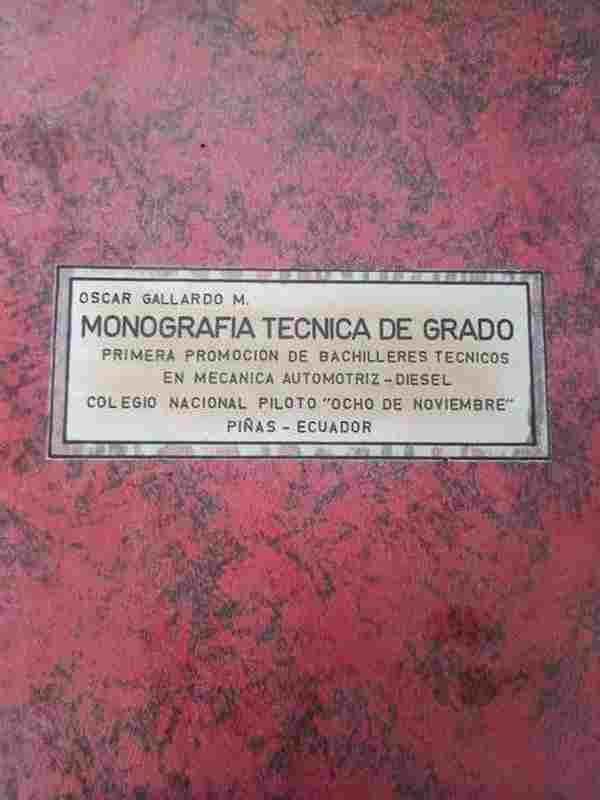 OSCAR GALLARDO M.
MONOGRAFIA TECNICA DE GRADO
PRIMERA PROMOCION DE BACHILLERES TECNICOS
EN MECANICA AUTOMOTRIZ-DIESEL
COLEGIO NACIONAL PILOTO "OCHO DE NOVIEMBRE"
PIÑAS - ECUADOR